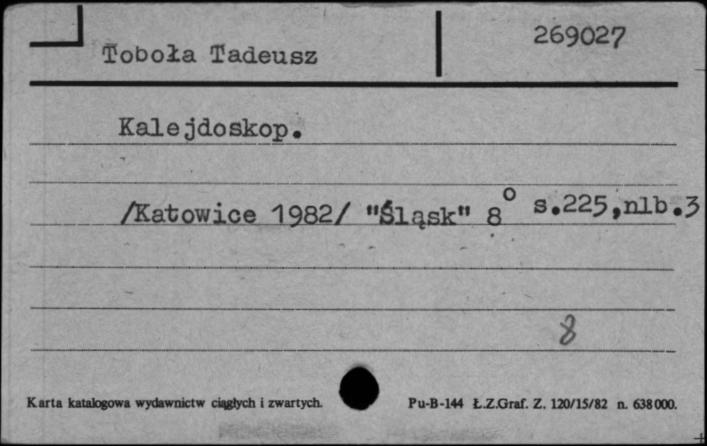 Toboła Tadeusz 269027
Kalejdoskop.
/Katowice 1982/ "Śląsk" 8° s.225,nlb.3
8
Karta katalogowa wydawnictw ciągłych i zwartych. Pu-B-144 Ł.Z.Graf. Z. 120/15/82 n. 638000.